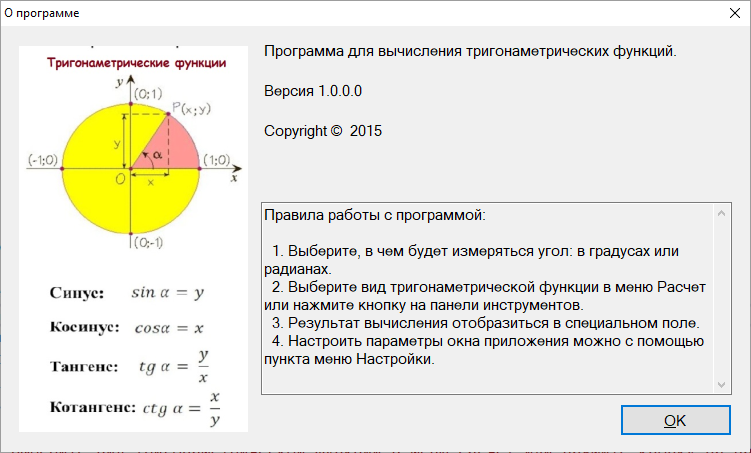 О программе
Тригонаметрические функции
y
(0;1)
P(x;y)
y
α
(-1;0)
(1;0)
O
x
x
(0;-1)
Синус: sin α = y
Косинус: cosα = x
Тангенс: tg α = y/x
Котангенс: ctg α = x/y
Программа для вычисления тригонаметрических функций.
Версия 1.0.0.0
Copyright © 2015
Правила работы с программой:
1. Выберите, в чем будет измеряться угол: в градусах или
радианах.
2. Выберите вид тригонаметрической функции в меню Расчет
или нажмите кнопку на панели инструментов.
3. Результат вычисления отобразиться в специальном поле.
4. Настроить параметры окна приложения можно с помощью
пункта меню Настройки.
OK